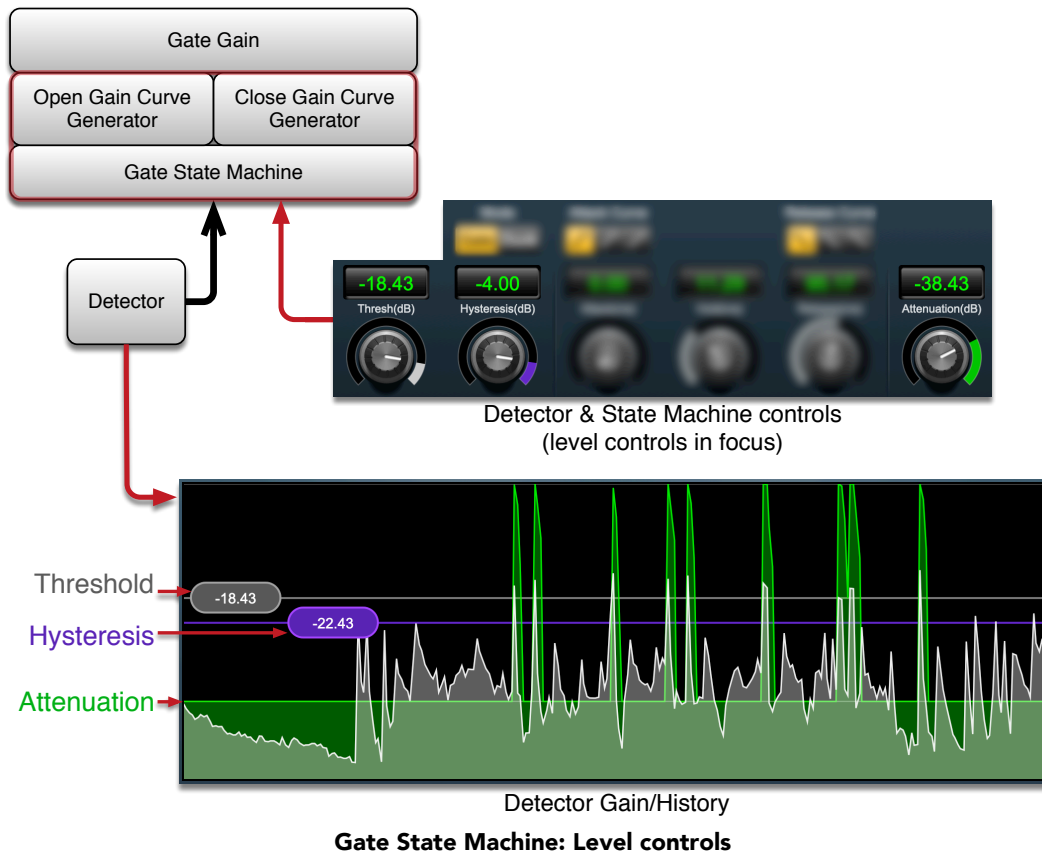 Gate Gain
Open Gain Curve
Generator
Close Gain Curve
Generator
Gate State Machine
Detector
-18.43
-4.00
-38.43
Thresh(dB)
Hysteresis(dB)
Attenuation(dB)
Detector & State Machine controls
(level controls in focus)
Threshold
-18.43
Hysteresis
-22.43
Attenuation
Detector Gain/History
Gate State Machine: Level controls